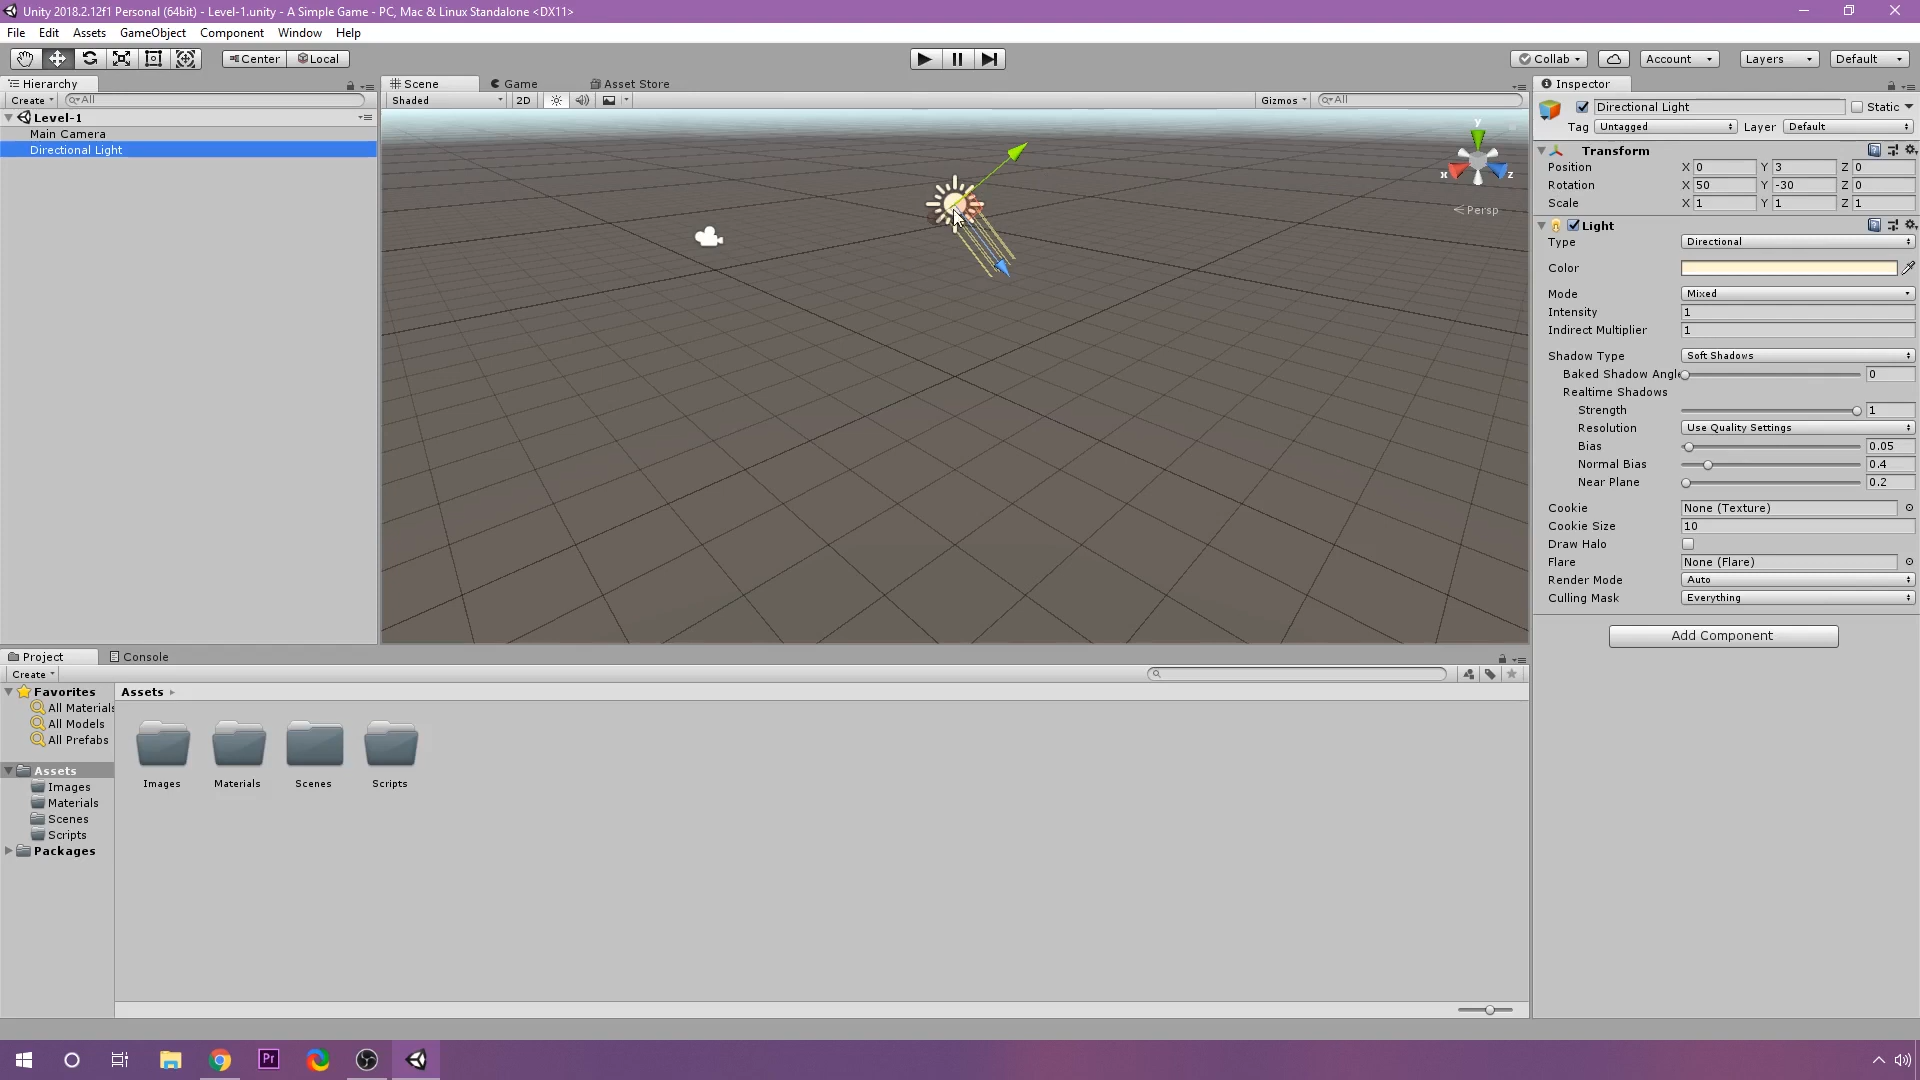 Unity 2018.2.12f1 Personal (64bit) - Level-1.unity - A Simple Game - PC, Mac & Linux Standalone <DX11>
File Edit Assets GameObject Component Window Help
Center Local Collab Account Layers Default
Hierarchy
Create All
Level-1
Main Camera
Directional Light
Scene Game Asset Store
Shaded 2D Gizmos All
y
x z
Persp
Inspector
Directional Light Static
Tag Untagged Layer Default
Transform
Position X 0 Y 3 Z 0
Rotation X 50 Y -30 Z 0
Scale X 1 Y 1 Z 1
Light
Type Directional
Color
Mode Mixed
Intensity 1
Indirect Multiplier 1
Shadow Type Soft Shadows
Baked Shadow Angle 0
Realtime Shadows
Strength 1
Resolution Use Quality Settings
Bias 0.05
Normal Bias 0.4
Near Plane 0.2
Cookie None (Texture)
Cookie Size 10
Draw Halo
Flare None (Flare)
Render Mode Auto
Culling Mask Everything
Add Component
Project Console
Create
Favorites
All Materials
All Models
All Prefabs
Assets
Images
Materials
Scenes
Scripts
Packages
Assets
Images Materials Scenes Scripts
Pr